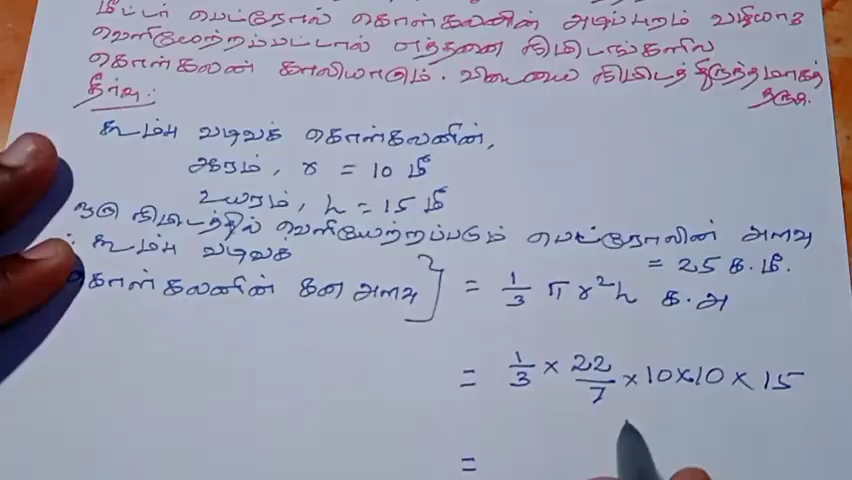 மீட்டர் பெட்ரோல் கொள்கலனின் அடிப்புறம் வழியாக
வெளியேற்றப்பட்டால் எத்தனை நிமிடங்களில்
கொள்கலன் காலியாகும். விடையை நிமிடத் திருத்தமாகத்
தருக.
தீர்வு:
கூம்பு வடிவக் கொள்கலனின்,
ஆரம், r = 10 மீ
உயரம், h = 15 மீ
ஒரு நிமிடத்தில் வெளியேற்றப்படும் பெட்ரோலின் அளவு
= 25 க.மீ.
∴ கூம்பு வடிவக்
கொள்கலனின் கன அளவு } = 1/3 π r²h க.அ
= 1/3 × 22/7 × 10×10 × 15
=